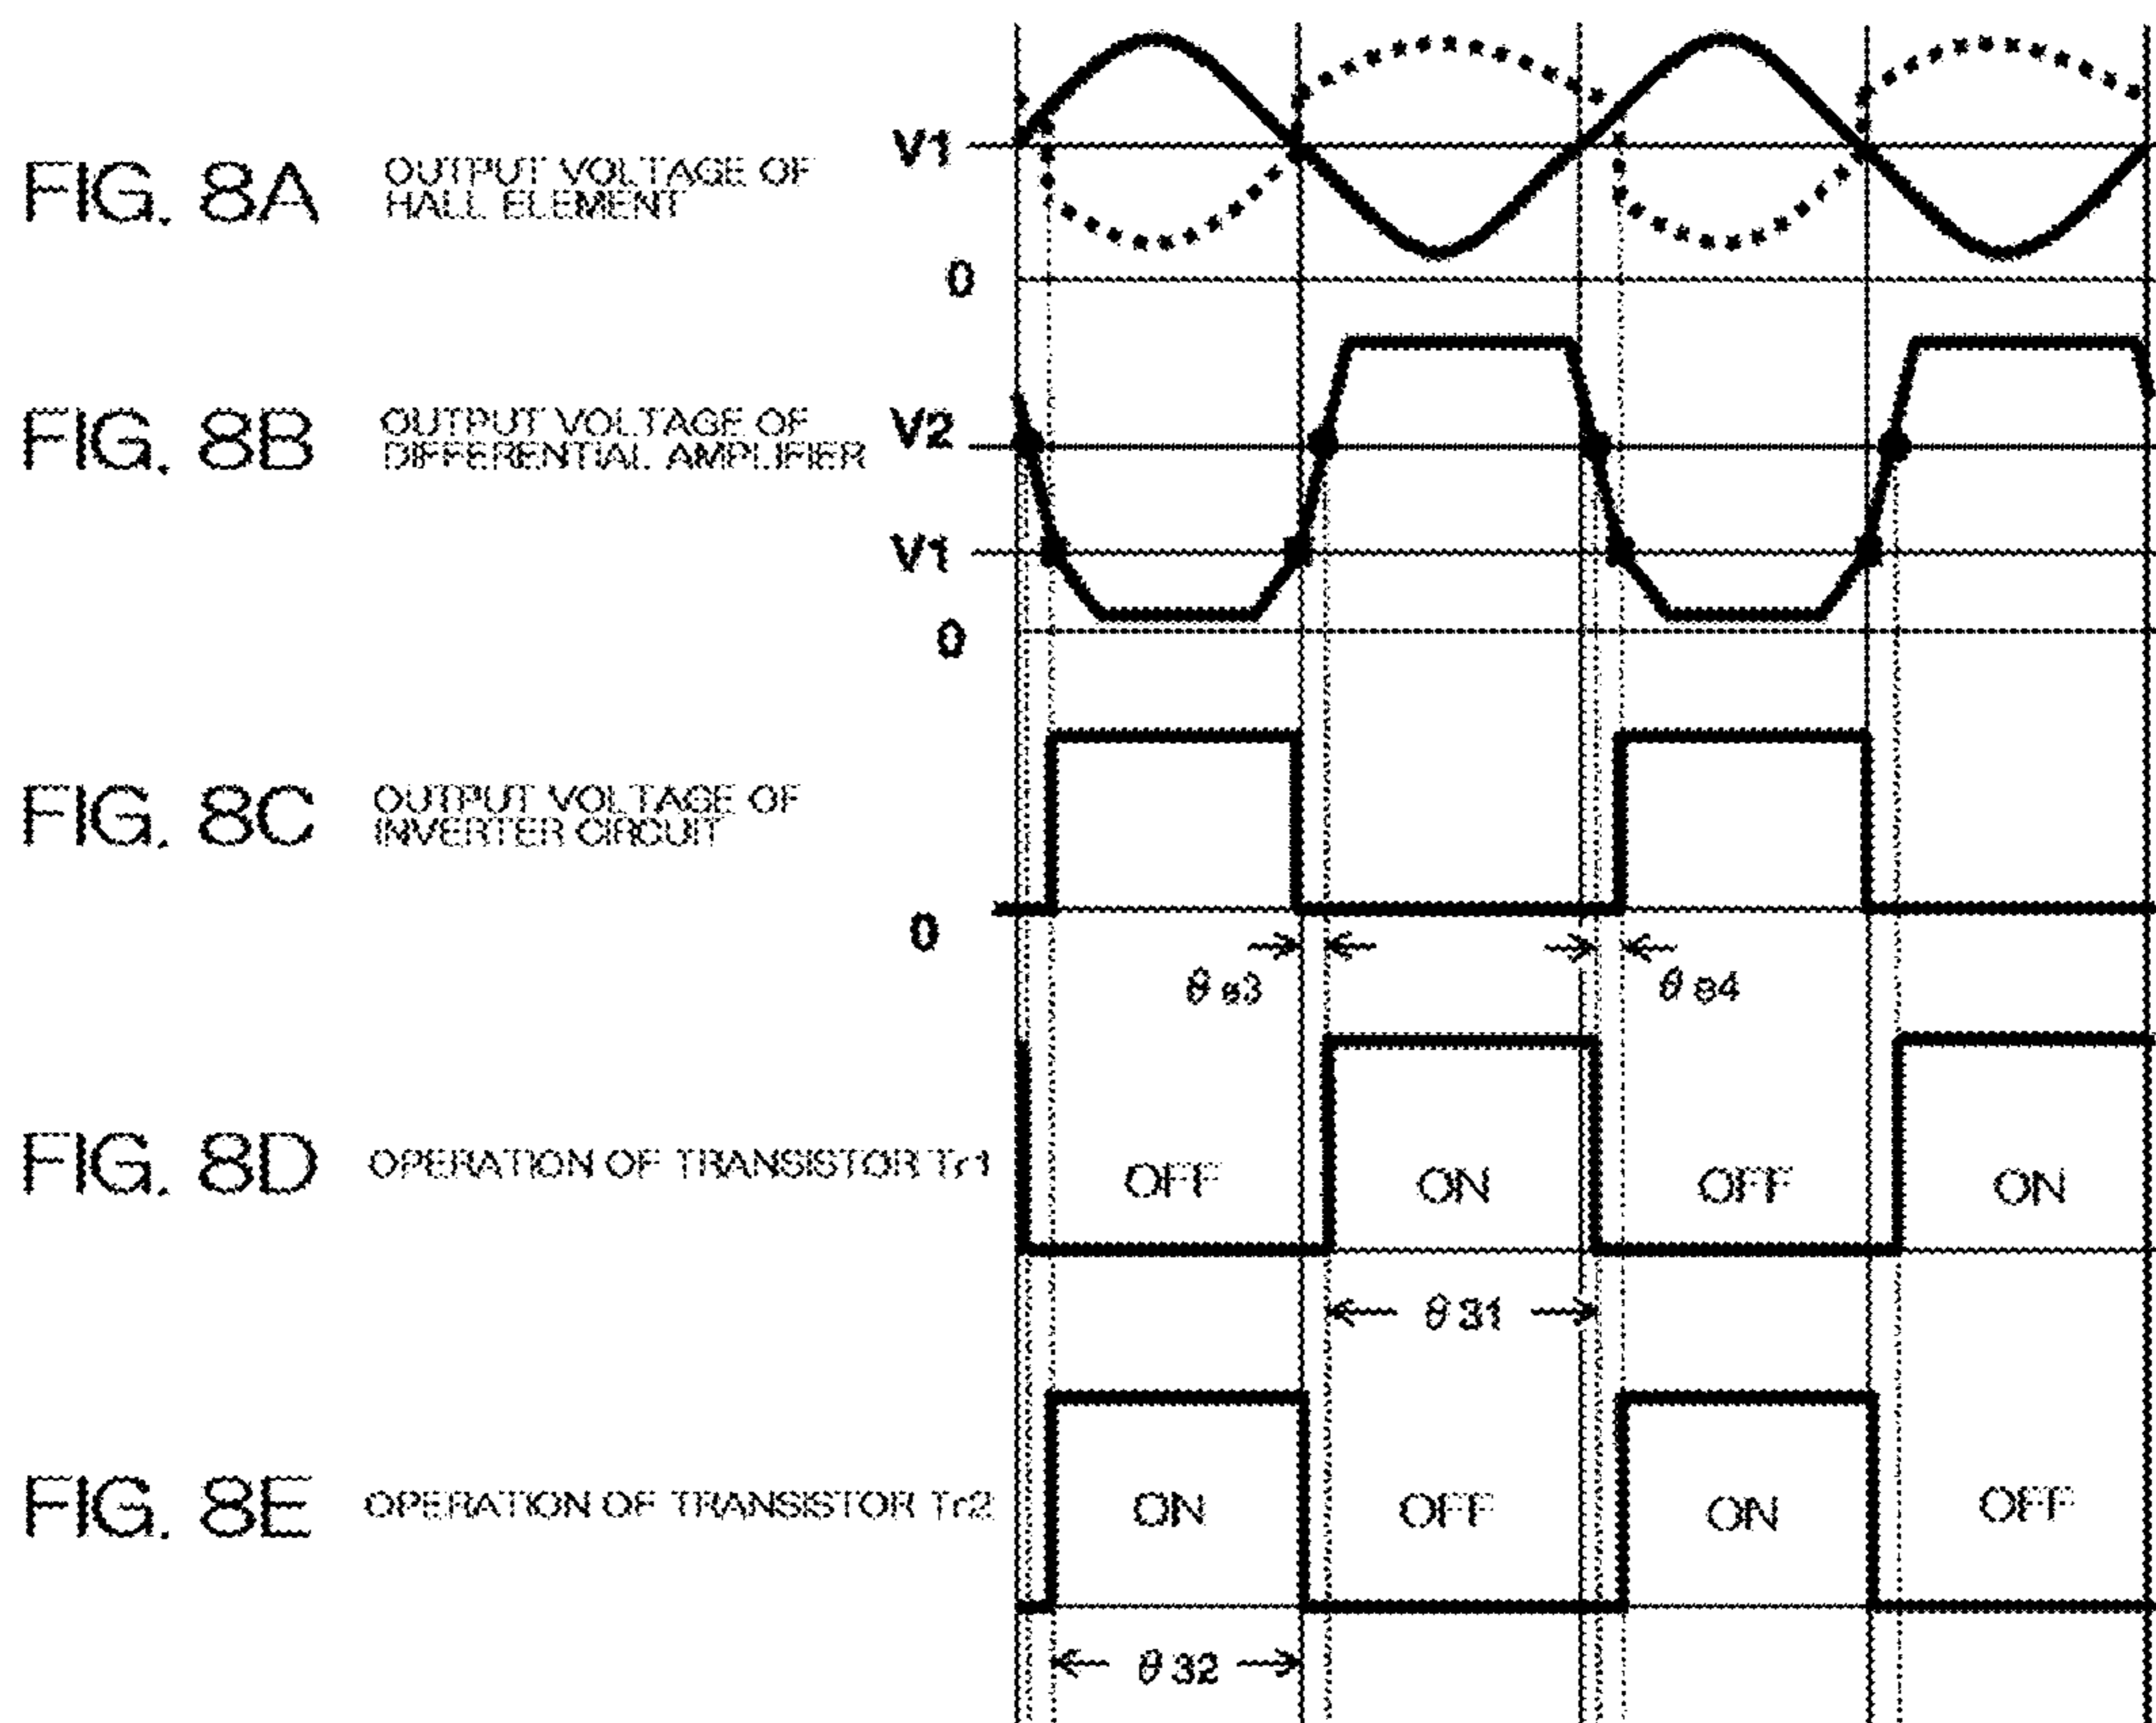 FIG. 8A
OUTPUT VOLTAGE OF
HALL ELEMENT
V1
0
FIG. 8B
OUTPUT VOLTAGE OF
DIFFERENTIAL AMPLIFIER
V2
V1
0
FIG. 8C
OUTPUT VOLTAGE OF
INVERTER CIRCUIT
0
θe3
θe4
FIG. 8D
OPERATION OF TRANSISTOR Tr1
OFF
ON
OFF
ON
θ31
FIG. 8E
OPERATION OF TRANSISTOR Tr2
ON
OFF
ON
OFF
θ32